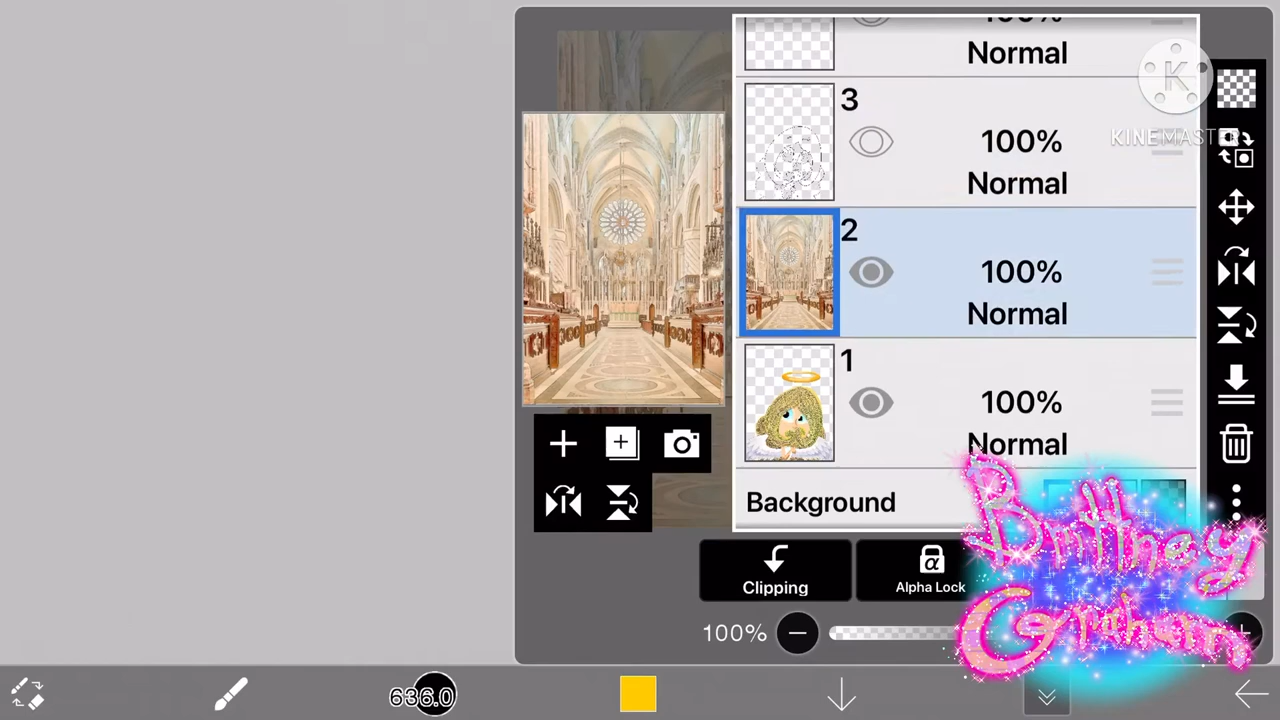 100%
Normal
3
100%
Normal
K
KINEMASTER
2
100%
Normal
1
100%
Normal
Background
Clipping
Alpha Lock
100%
Brittney
Graham
636.0